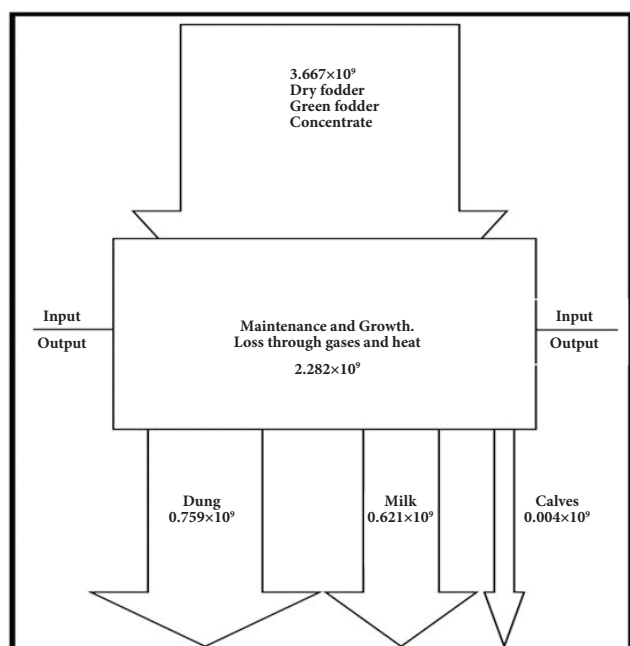 3.667×10⁹
Dry fodder
Green fodder
Concentrate
Input
Output
Maintenance and Growth.
Loss through gases and heat
2.282×10⁹
Input
Output
Dung
0.759×10⁹
Milk
0.621×10⁹
Calves
0.004×10⁹